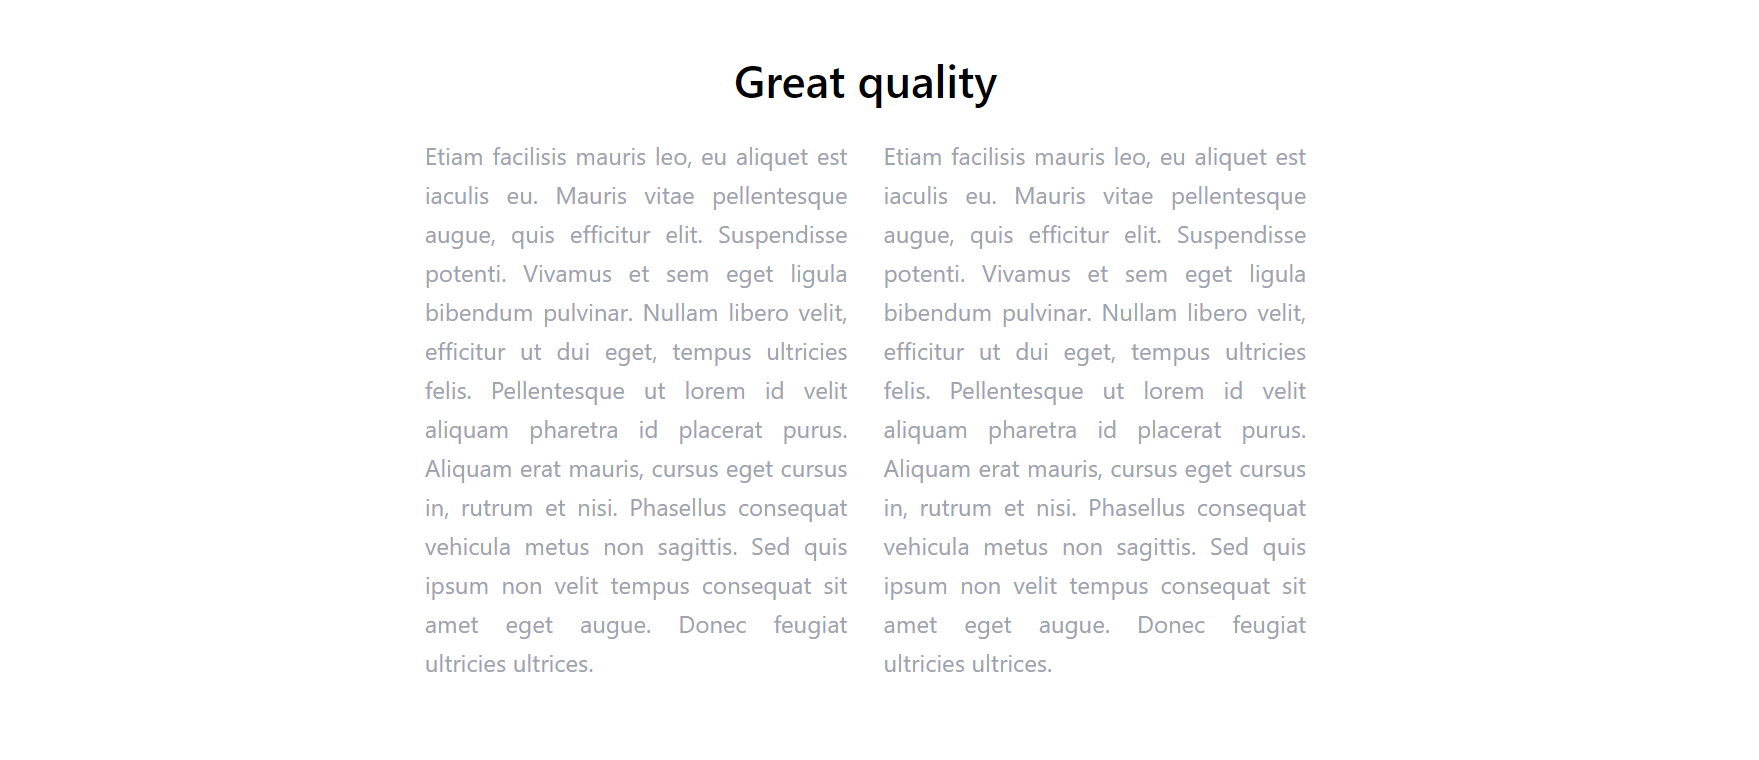 Great quality
Etiam facilisis mauris leo, eu aliquet est
iaculis eu. Mauris vitae pellentesque
augue, quis efficitur elit. Suspendisse
potenti. Vivamus et sem eget ligula
bibendum pulvinar. Nullam libero velit,
efficitur ut dui eget, tempus ultricies
felis. Pellentesque ut lorem id velit
aliquam pharetra id placerat purus.
Aliquam erat mauris, cursus eget cursus
in, rutrum et nisi. Phasellus consequat
vehicula metus non sagittis. Sed quis
ipsum non velit tempus consequat sit
amet eget augue. Donec feugiat
ultricies ultrices.
Etiam facilisis mauris leo, eu aliquet est
iaculis eu. Mauris vitae pellentesque
augue, quis efficitur elit. Suspendisse
potenti. Vivamus et sem eget ligula
bibendum pulvinar. Nullam libero velit,
efficitur ut dui eget, tempus ultricies
felis. Pellentesque ut lorem id velit
aliquam pharetra id placerat purus.
Aliquam erat mauris, cursus eget cursus
in, rutrum et nisi. Phasellus consequat
vehicula metus non sagittis. Sed quis
ipsum non velit tempus consequat sit
amet eget augue. Donec feugiat
ultricies ultrices.